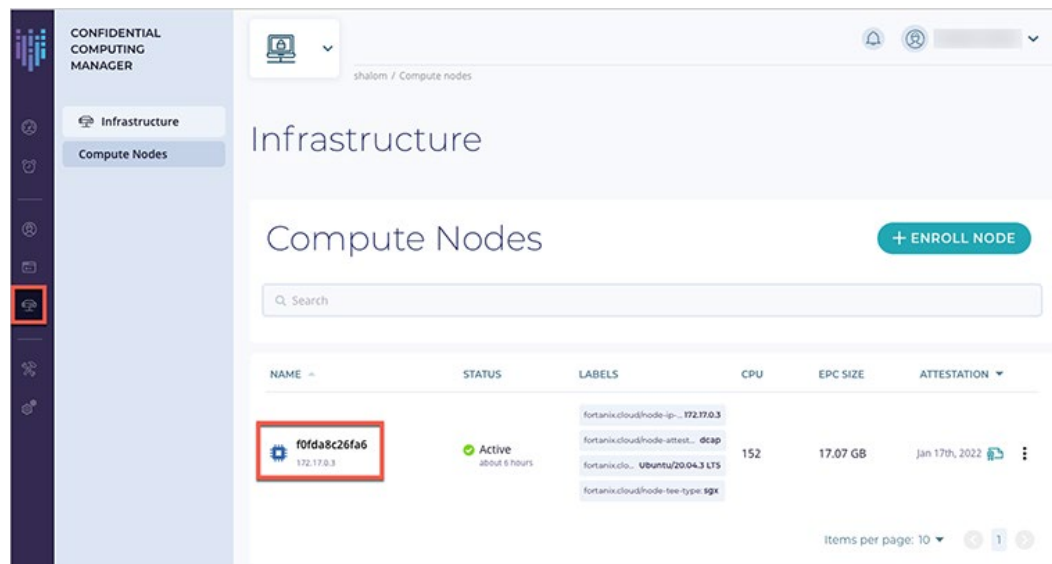 CONFIDENTIAL
COMPUTING
MANAGER
shalom / Compute nodes
Infrastructure
Compute Nodes
Infrastructure
Compute Nodes
+ ENROLL NODE
Search
NAME STATUS LABELS CPU EPC SIZE ATTESTATION
f0fda8c26fa6
172.17.0.3
Active
about 6 hours
fortanix.cloud/node-ip-... 172.17.0.3
fortanix.cloud/node-attest... dcap
fortanix.clo... Ubuntu/20.04.3 LTS
fortanix.cloud/node-tee-type: sgx
152
17.07 GB
Jan 17th, 2022
Items per page: 10
1